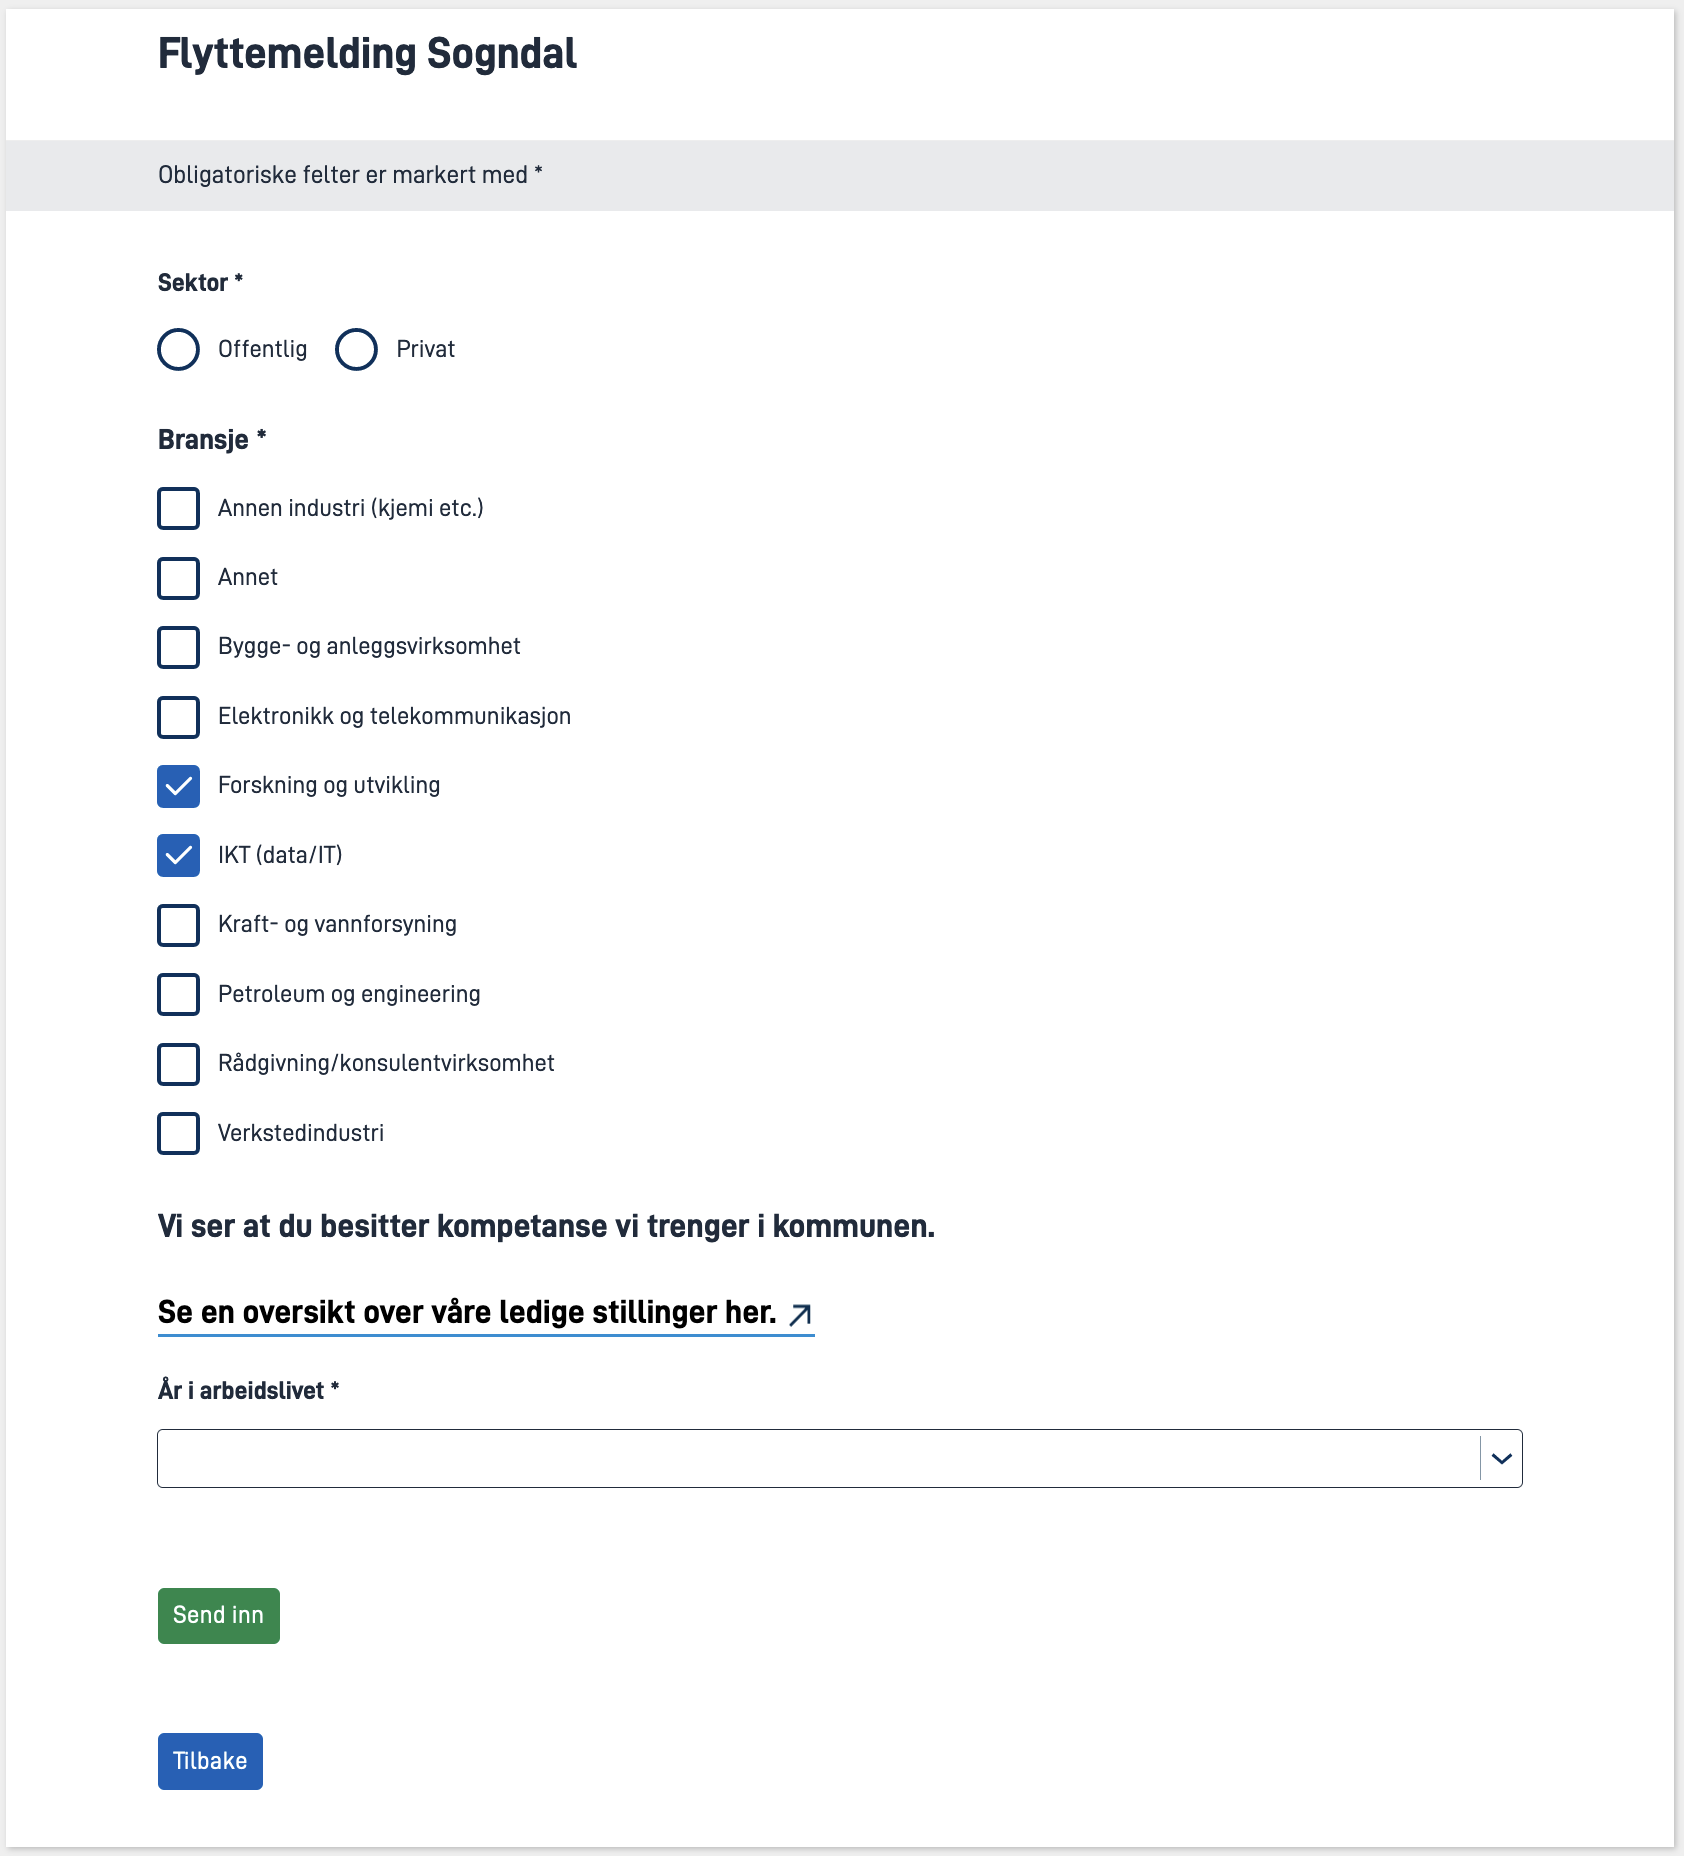 Flyttemelding Sogndal
Obligatoriske felter er markert med *
Sektor *
Offentlig Privat
Bransje *
Annen industri (kjemi etc.)
Annet
Bygge- og anleggsvirksomhet
Elektronikk og telekommunikasjon
Forskning og utvikling
IKT (data/IT)
Kraft- og vannforsyning
Petroleum og engineering
Rådgivning/konsulentvirksomhet
Verkstedindustri
Vi ser at du besitter kompetanse vi trenger i kommunen.
Se en oversikt over våre ledige stillinger her.
År i arbeidslivet *
Send inn
Tilbake